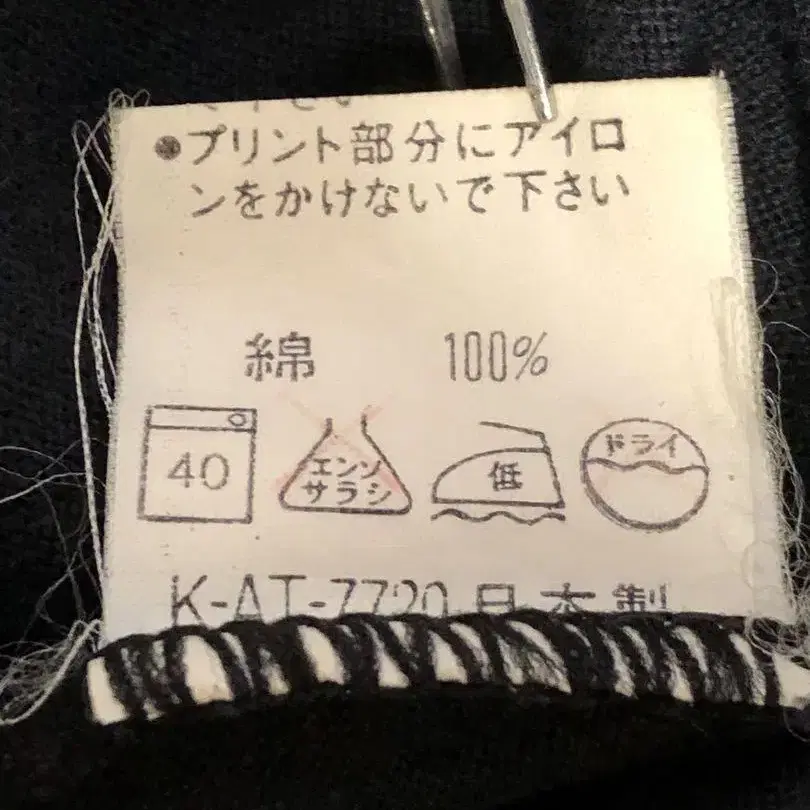 ●プリント部分にアイロ
ンをかけないで下さい
綿 100%
40 エンソサラシ 低 ドライ
K-AT-7720 日本製